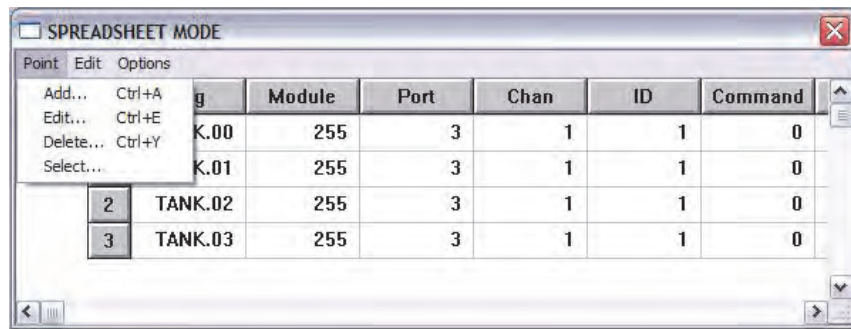 SPREADSHEET MODE
Point Edit Options
Add... Ctrl+A
Edit... Ctrl+E
Delete... Ctrl+Y
Select...
g Module Port Chan ID Command
K.00 255 3 1 1 0
K.01 255 3 1 1 0
2 TANK.02 255 3 1 1 0
3 TANK.03 255 3 1 1 0